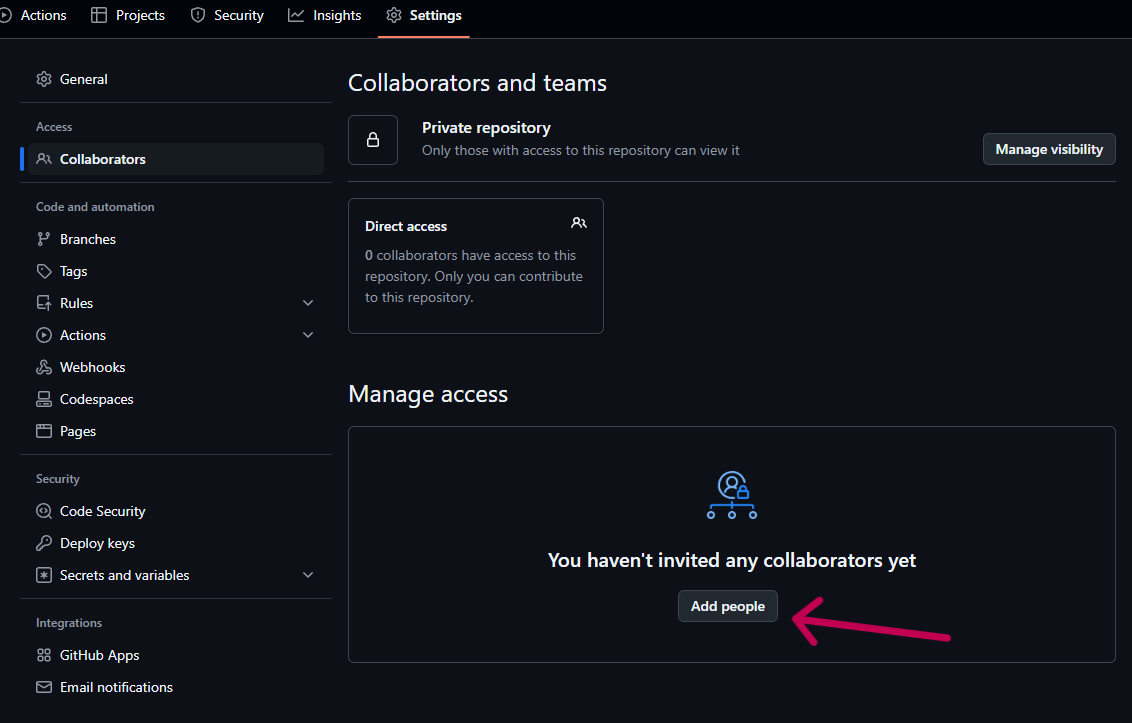 Actions
Projects
Security
Insights
Settings
General
Access
Collaborators
Code and automation
Branches
Tags
Rules
Actions
Webhooks
Codespaces
Pages
Security
Code Security
Deploy keys
Secrets and variables
Integrations
GitHub Apps
Email notifications
Collaborators and teams
Private repository
Only those with access to this repository can view it
Manage visibility
Direct access
0 collaborators have access to this
repository. Only you can contribute
to this repository.
Manage access
You haven't invited any collaborators yet
Add people